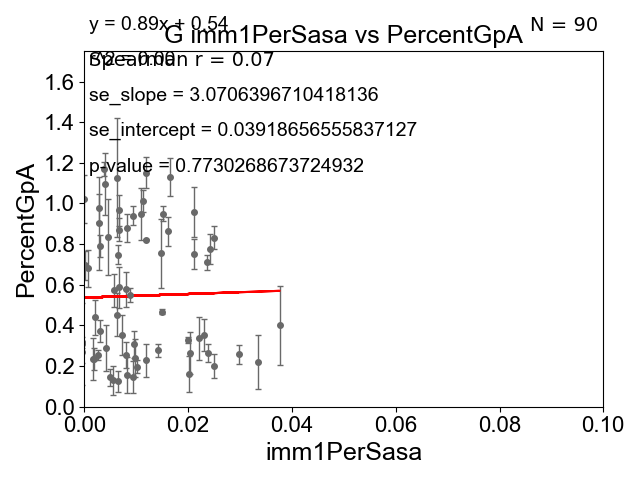 y = 0.89x + 0.54
N = 90
G imm1PerSasa vs PercentGpA
Spearman r = 0.07
se_slope = 3.0706396710418136
se_intercept = 0.03918656555837127
p-value = 0.7730268673724932
PercentGpA
1.6
1.4
1.2
1.0
0.8
0.6
0.4
0.2
0.0
0.00 0.02 0.04 0.06 0.08 0.10
imm1PerSasa